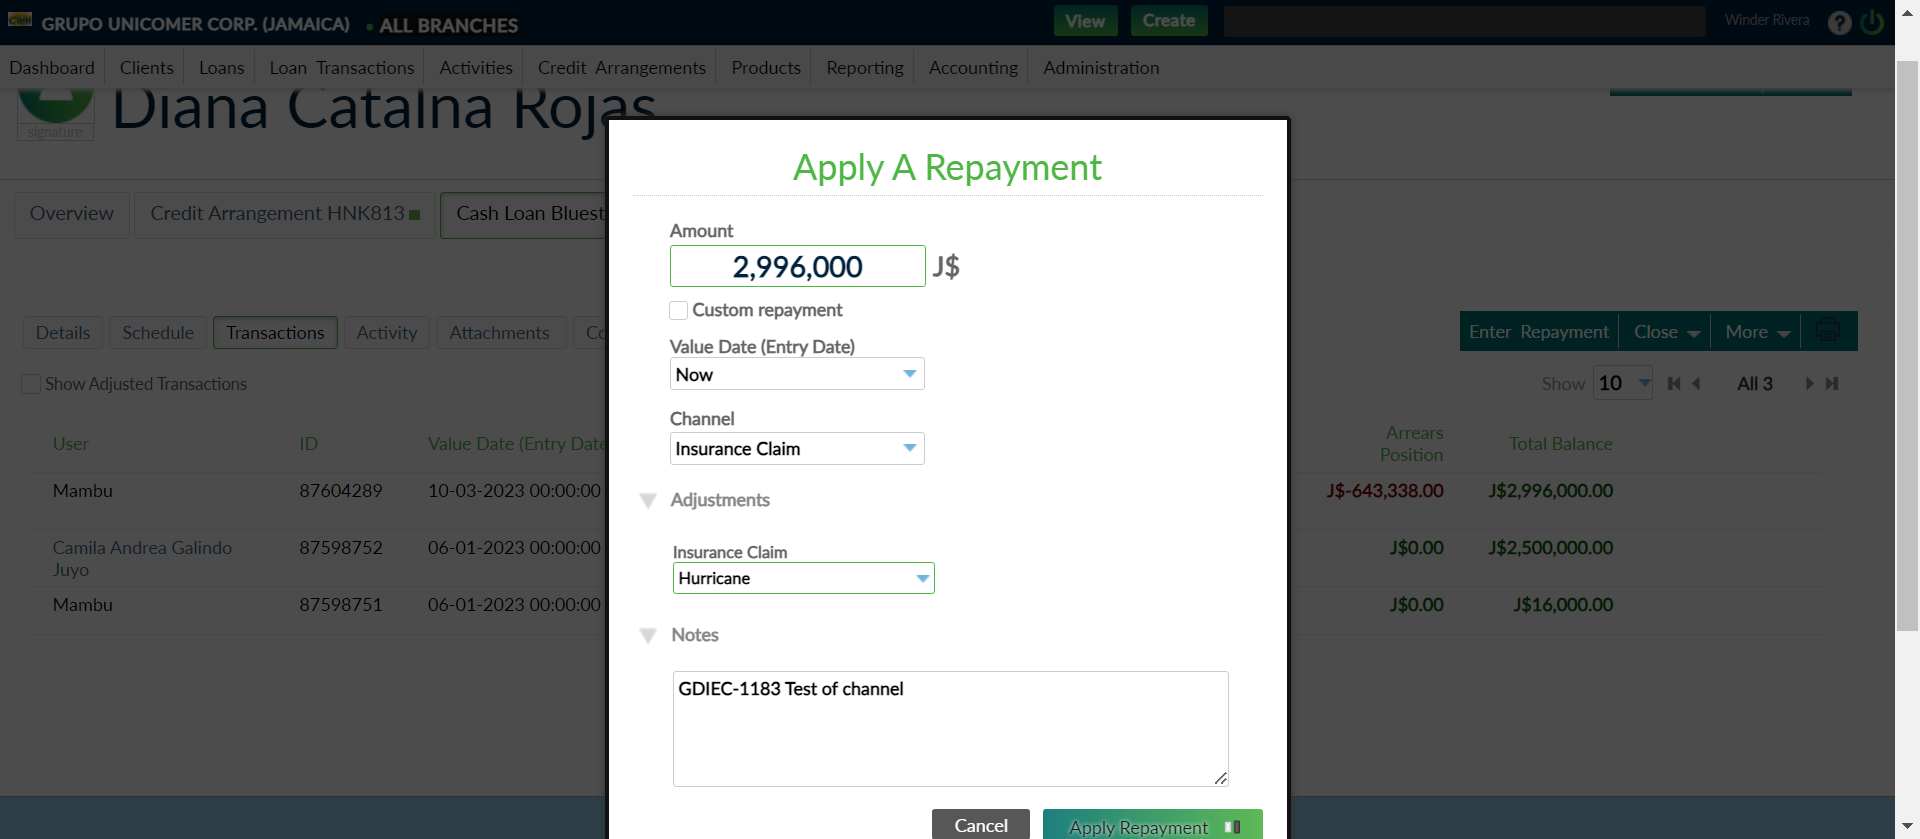 GRUPO UNICOMER CORP. (JAMAICA) • ALL BRANCHES View Create Winder Rivera ?
Dashboard Clients Loans Loan Transactions Activities Credit Arrangements Products Reporting Accounting Administration
Diana Catalna Rojas
signature
Overview Credit Arrangement HNK813 Cash Loan Bluest
Details Schedule Transactions Activity Attachments Co
Enter Repayment Close More
Show Adjusted Transactions
Show 10 All 3
User ID Value Date (Entry Date Arrears Position Total Balance
Mambu 87604289 10-03-2023 00:00:00 J$-643,338.00 J$2,996,000.00
Camila Andrea Galindo Juyo 87598752 06-01-2023 00:00:00 J$0.00 J$2,500,000.00
Mambu 87598751 06-01-2023 00:00:00 J$0.00 J$16,000.00
Apply A Repayment
Amount
2,996,000 J$
Custom repayment
Value Date (Entry Date)
Now
Channel
Insurance Claim
Adjustments
Insurance Claim
Hurricane
Notes
GDIEC-1183 Test of channel
Cancel Apply Repayment